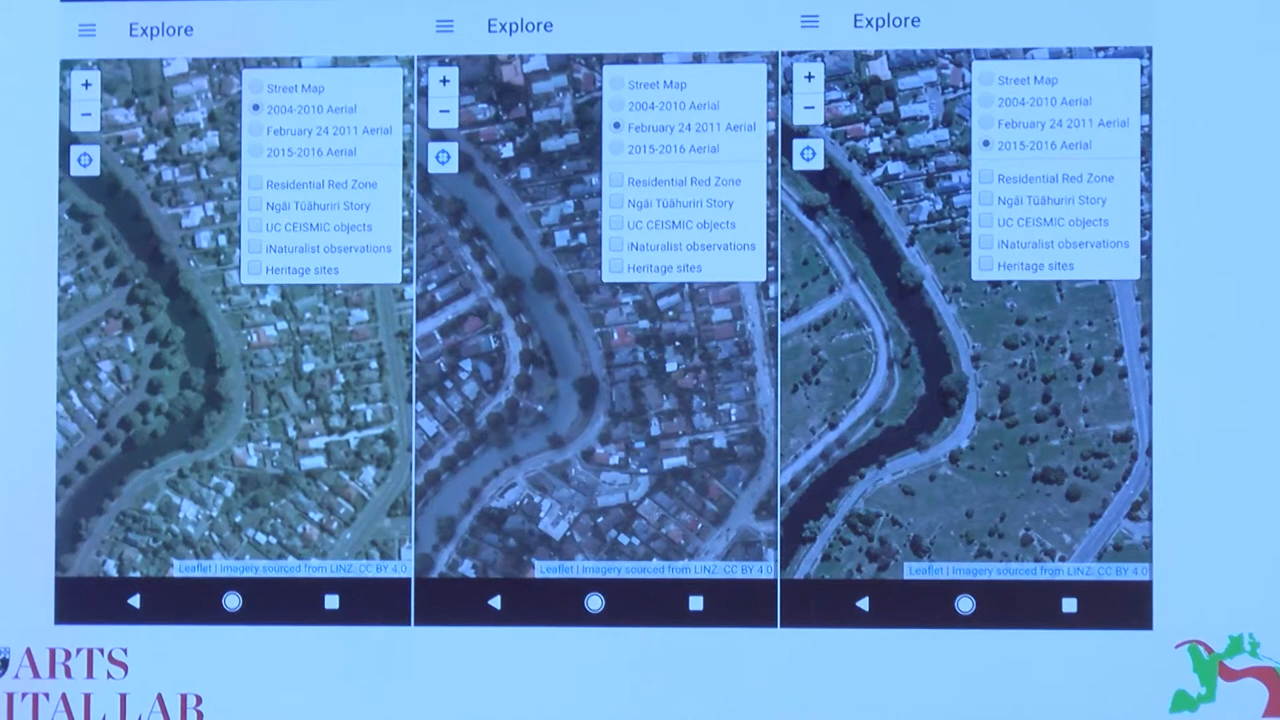 Explore
+
−
Street Map
2004-2010 Aerial
February 24 2011 Aerial
2015-2016 Aerial
Residential Red Zone
Ngāi Tūāhuriri Story
UC CEISMIC objects
iNaturalist observations
Heritage sites
Leaflet | Imagery sourced from LINZ. CC BY 4.0
Explore
+
−
Street Map
2004-2010 Aerial
February 24 2011 Aerial
2015-2016 Aerial
Residential Red Zone
Ngāi Tūāhuriri Story
UC CEISMIC objects
iNaturalist observations
Heritage sites
Leaflet | Imagery sourced from LINZ. CC BY 4.0
Explore
+
−
Street Map
2004-2010 Aerial
February 24 2011 Aerial
2015-2016 Aerial
Residential Red Zone
Ngāi Tūāhuriri Story
UC CEISMIC objects
iNaturalist observations
Heritage sites
Leaflet | Imagery sourced from LINZ. CC BY 4.0
ARTS
ITAL LAB